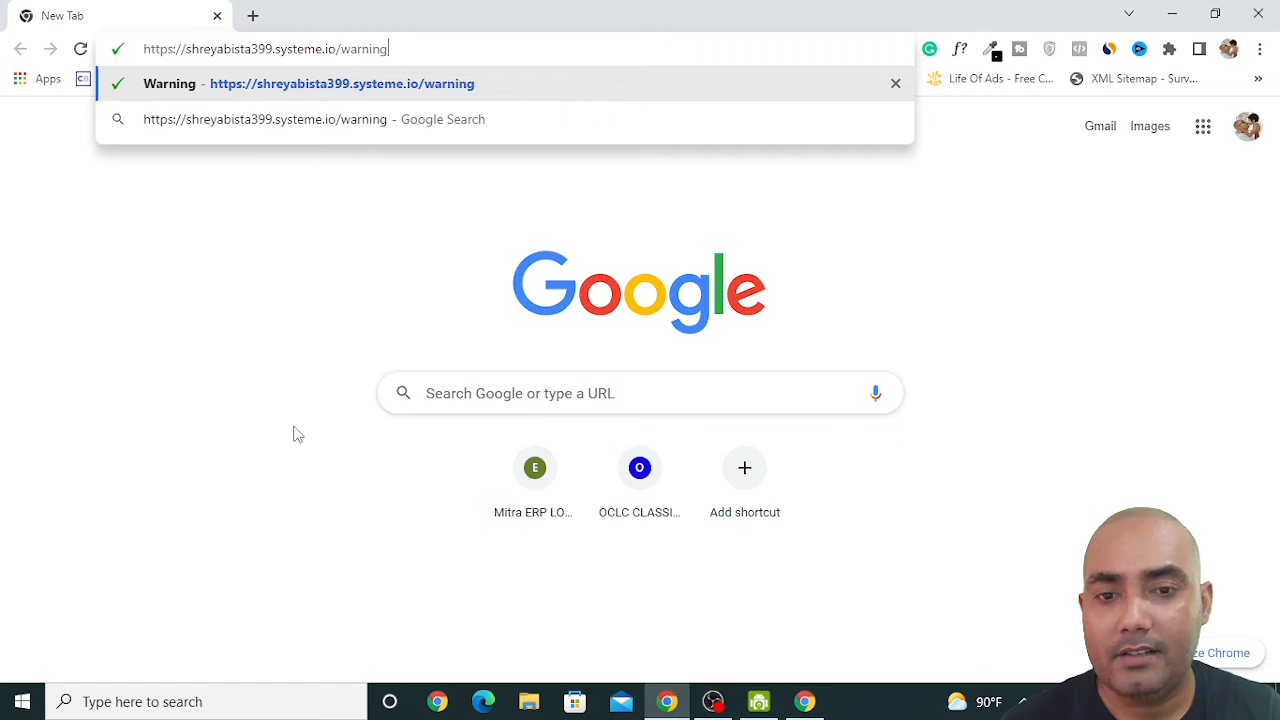 New Tab
https://shreyabista399.systeme.io/warning
Warning - https://shreyabista399.systeme.io/warning
https://shreyabista399.systeme.io/warning - Google Search
f?
Apps
Life Of Ads - Free C...
XML Sitemap - Surv...
»
Gmail
Images
Google
Search Google or type a URL
E
O
Mitra ERP LO...
OCLC CLASSI...
Add shortcut
ze Chrome
Type here to search
90°F